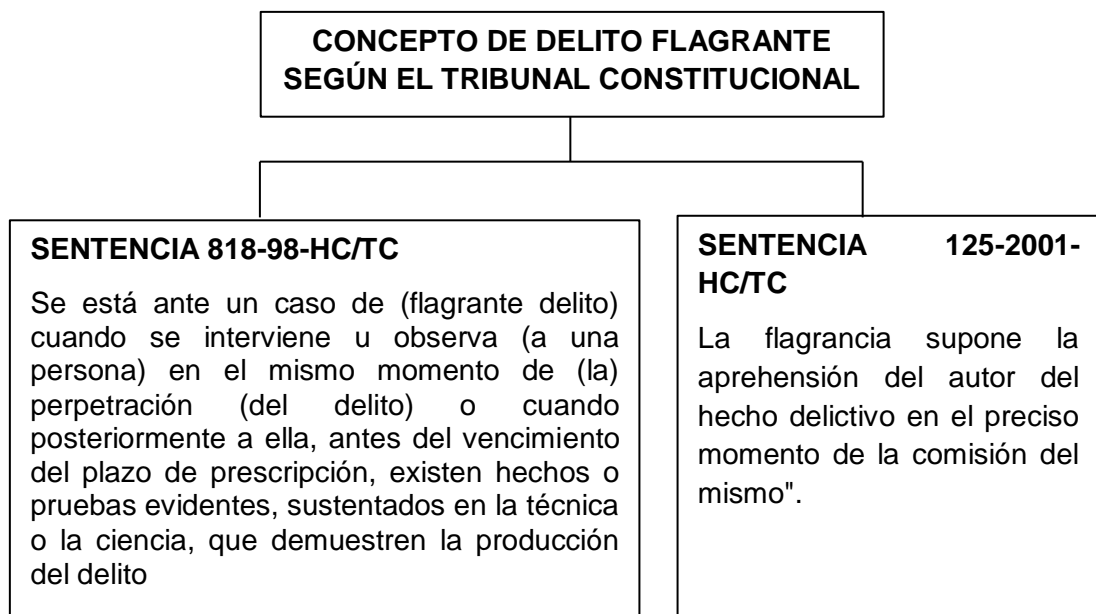 CONCEPTO DE DELITO FLAGRANTE
SEGÚN EL TRIBUNAL CONSTITUCIONAL
SENTENCIA 818-98-HC/TC
Se está ante un caso de (flagrante delito)
cuando se interviene u observa (a una
persona) en el mismo momento de (la)
perpetración (del delito) o cuando
posteriormente a ella, antes del vencimiento
del plazo de prescripción, existen hechos o
pruebas evidentes, sustentados en la técnica
o la ciencia, que demuestren la producción
del delito
SENTENCIA 125-2001-
HC/TC
La flagrancia supone la
aprehensión del autor del
hecho delictivo en el preciso
momento de la comisión del
mismo".